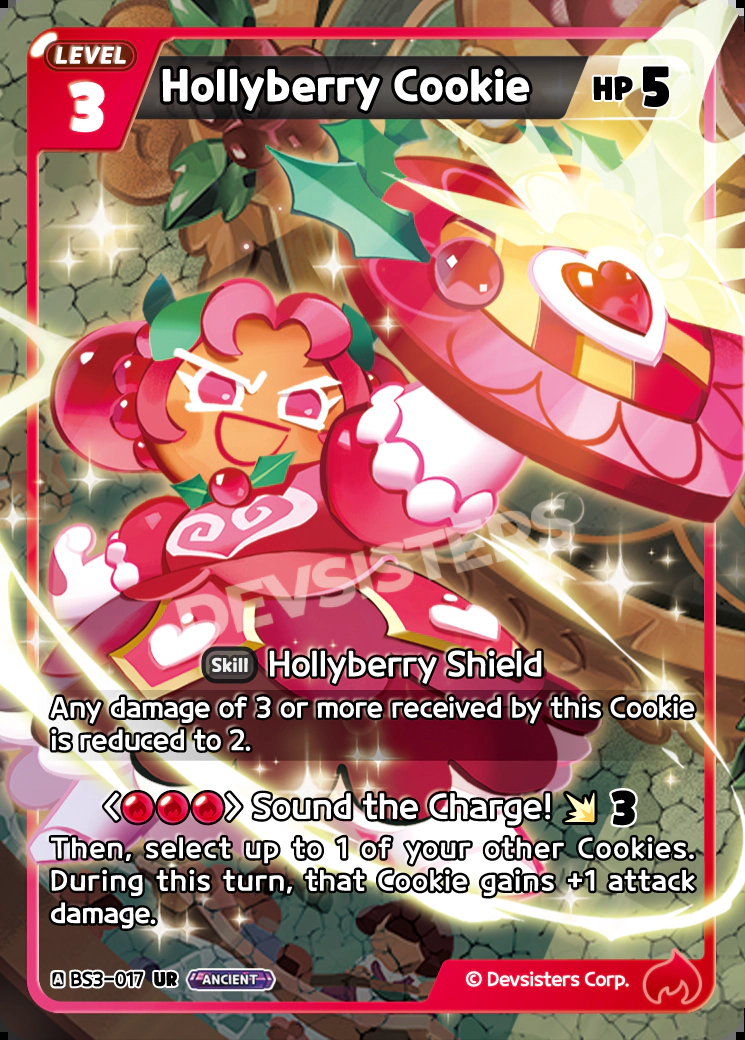 LEVEL
3
Hollyberry Cookie
HP 5
DEVSISTERS
Skill Hollyberry Shield
Any damage of 3 or more received by this Cookie
is reduced to 2.
< > Sound the Charge! 3
Then, select up to 1 of your other Cookies.
During this turn, that Cookie gains +1 attack
damage.
A BS3-017 UR ANCIENT
© Devsisters Corp.